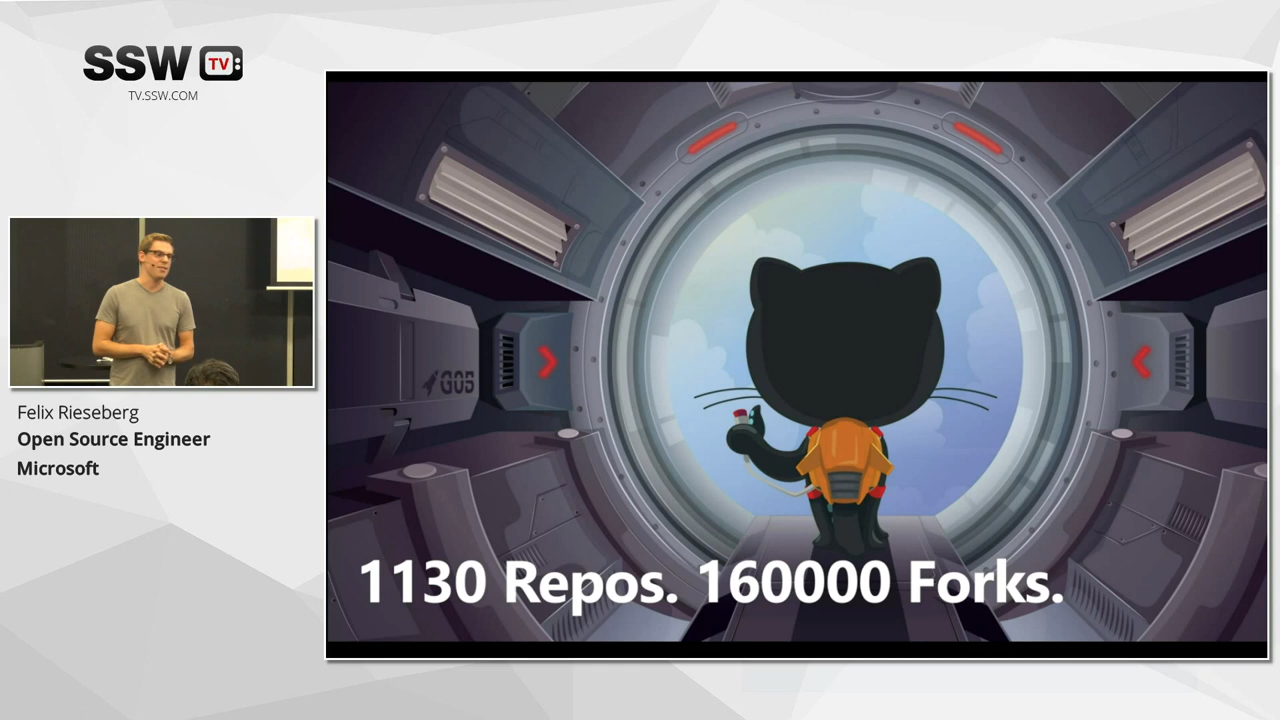 SSW TV
TV.SSW.COM
G05
Felix Rieseberg
Open Source Engineer
Microsoft
1130 Repos. 160000 Forks.